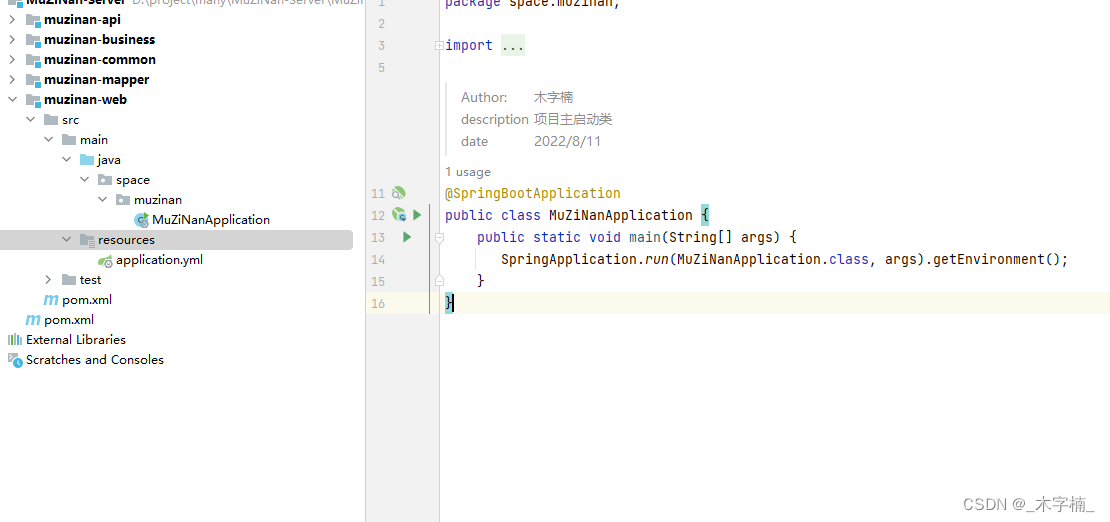 MuZiNan-server D:\project\many\MuZiNan-Server\MuZi
muzinan-api
muzinan-business
muzinan-common
muzinan-mapper
muzinan-web
src
main
java
space
muzinan
MuZiNanApplication
resources
application.yml
test
pom.xml
pom.xml
External Libraries
Scratches and Consoles
1 package space.muzinan;
2
3 import ...
5
Author: 木字楠
description 项目主启动类
date 2022/8/11
1 usage
11 @SpringBootApplication
12 public class MuZiNanApplication {
13 public static void main(String[] args) {
14 SpringApplication.run(MuZiNanApplication.class, args).getEnvironment();
15 }
16 }
CSDN @_木字楠_